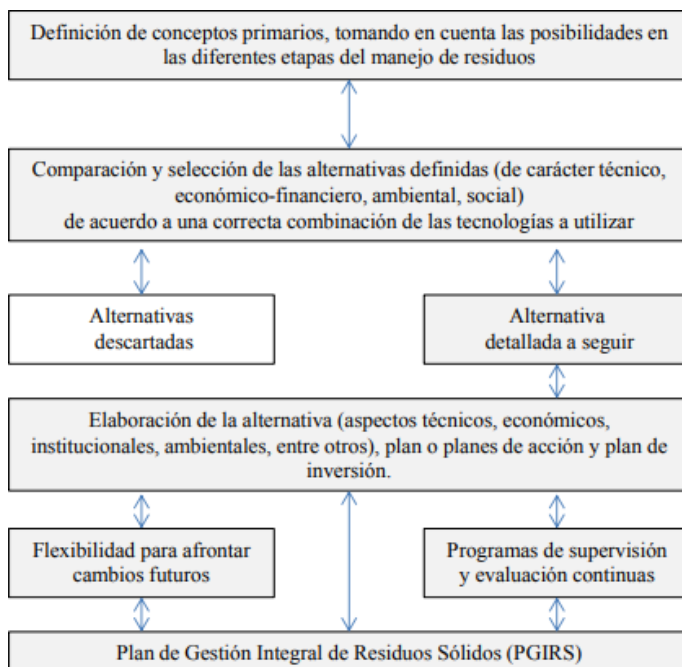 Definición de conceptos primarios, tomando en cuenta las posibilidades en
las diferentes etapas del manejo de residuos
Comparación y selección de las alternativas definidas (de carácter técnico,
económico-financiero, ambiental, social)
de acuerdo a una correcta combinación de las tecnologías a utilizar
Alternativas
descartadas
Alternativa
detallada a seguir
Elaboración de la alternativa (aspectos técnicos, económicos,
institucionales, ambientales, entre otros), plan o planes de acción y plan de
inversión.
Flexibilidad para afrontar
cambios futuros
Programas de supervisión
y evaluación continuas
Plan de Gestión Integral de Residuos Sólidos (PGIRS)